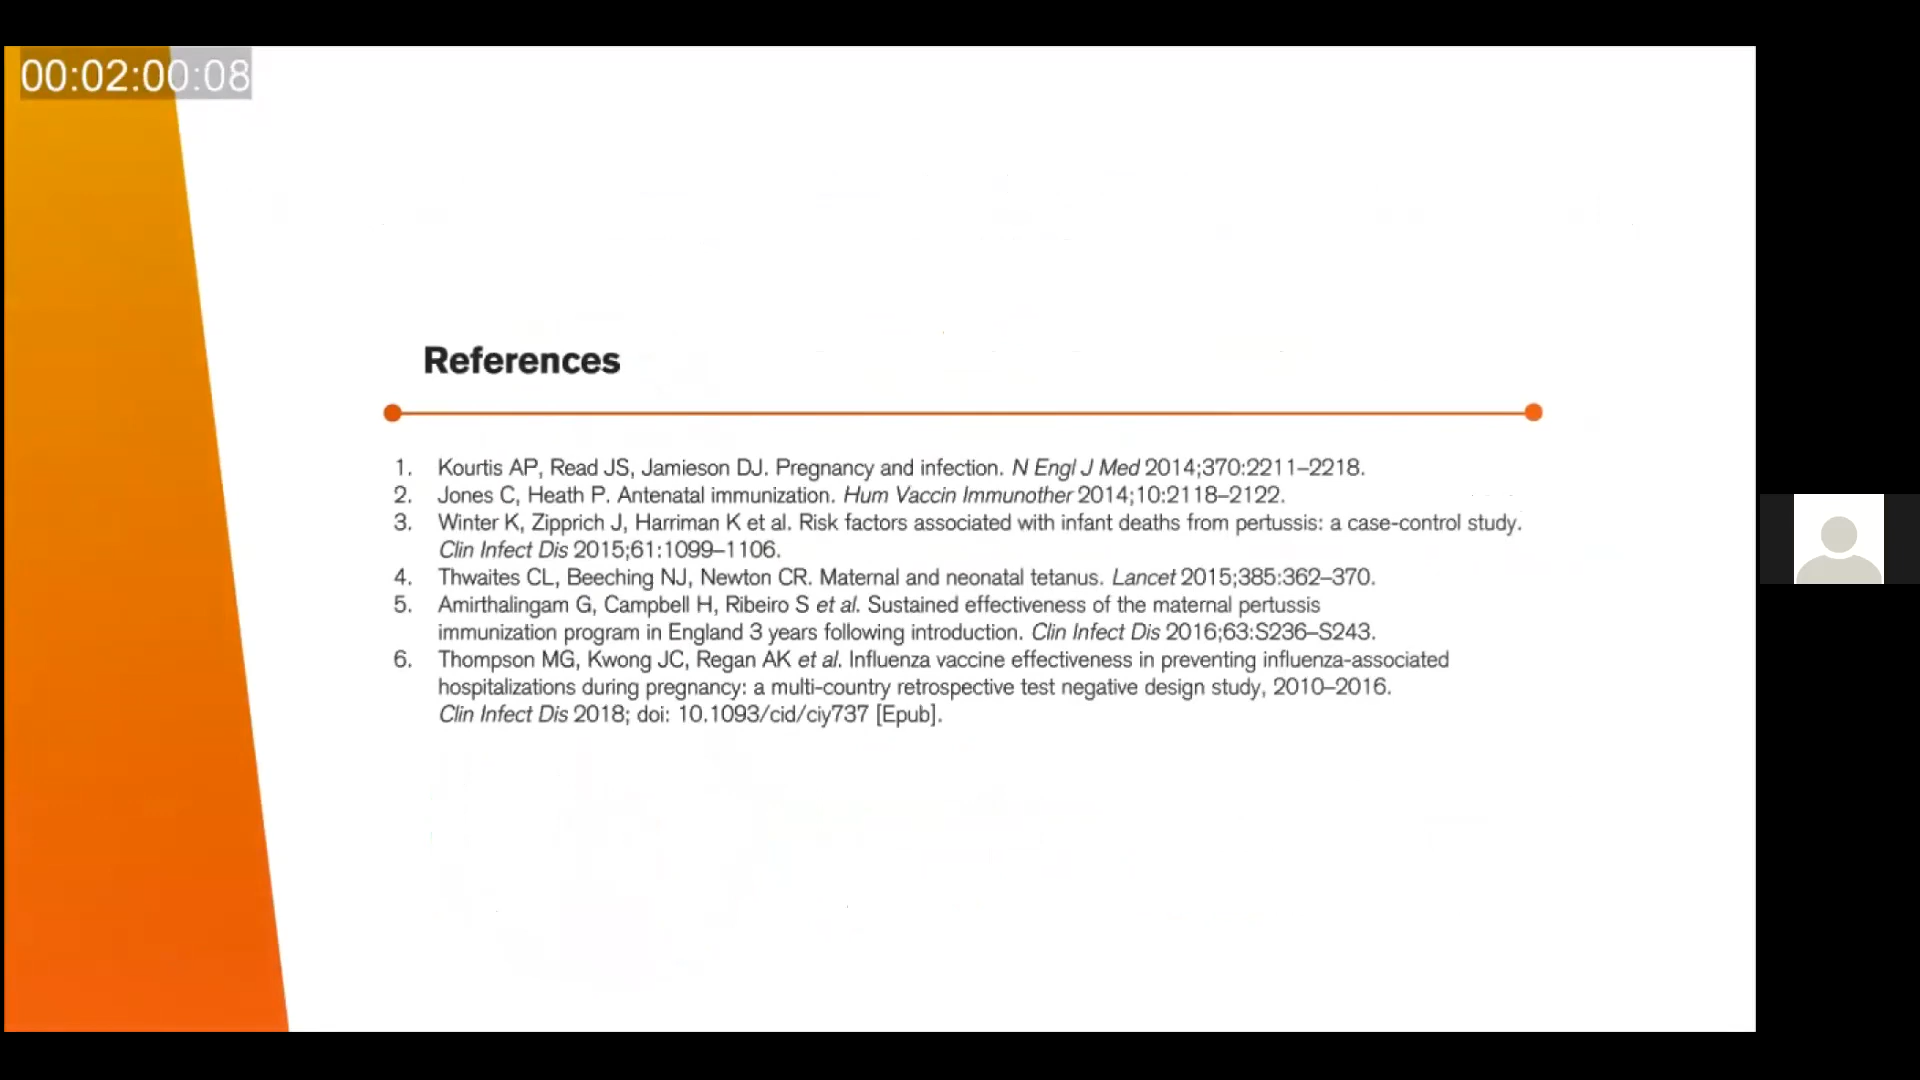 00:02:00:08
References
1. Kourtis AP, Read JS, Jamieson DJ. Pregnancy and infection. N Engl J Med 2014;370:2211–2218.
2. Jones C, Heath P. Antenatal immunization. Hum Vaccin Immunother 2014;10:2118–2122.
3. Winter K, Zipprich J, Harriman K et al. Risk factors associated with infant deaths from pertussis: a case-control study.
Clin Infect Dis 2015;61:1099–1106.
4. Thwaites CL, Beeching NJ, Newton CR. Maternal and neonatal tetanus. Lancet 2015;385:362–370.
5. Amirthalingam G, Campbell H, Ribeiro S et al. Sustained effectiveness of the maternal pertussis
immunization program in England 3 years following introduction. Clin Infect Dis 2016;63:S236–S243.
6. Thompson MG, Kwong JC, Regan AK et al. Influenza vaccine effectiveness in preventing influenza-associated
hospitalizations during pregnancy: a multi-country retrospective test negative design study, 2010–2016.
Clin Infect Dis 2018; doi: 10.1093/cid/ciy737 [Epub].